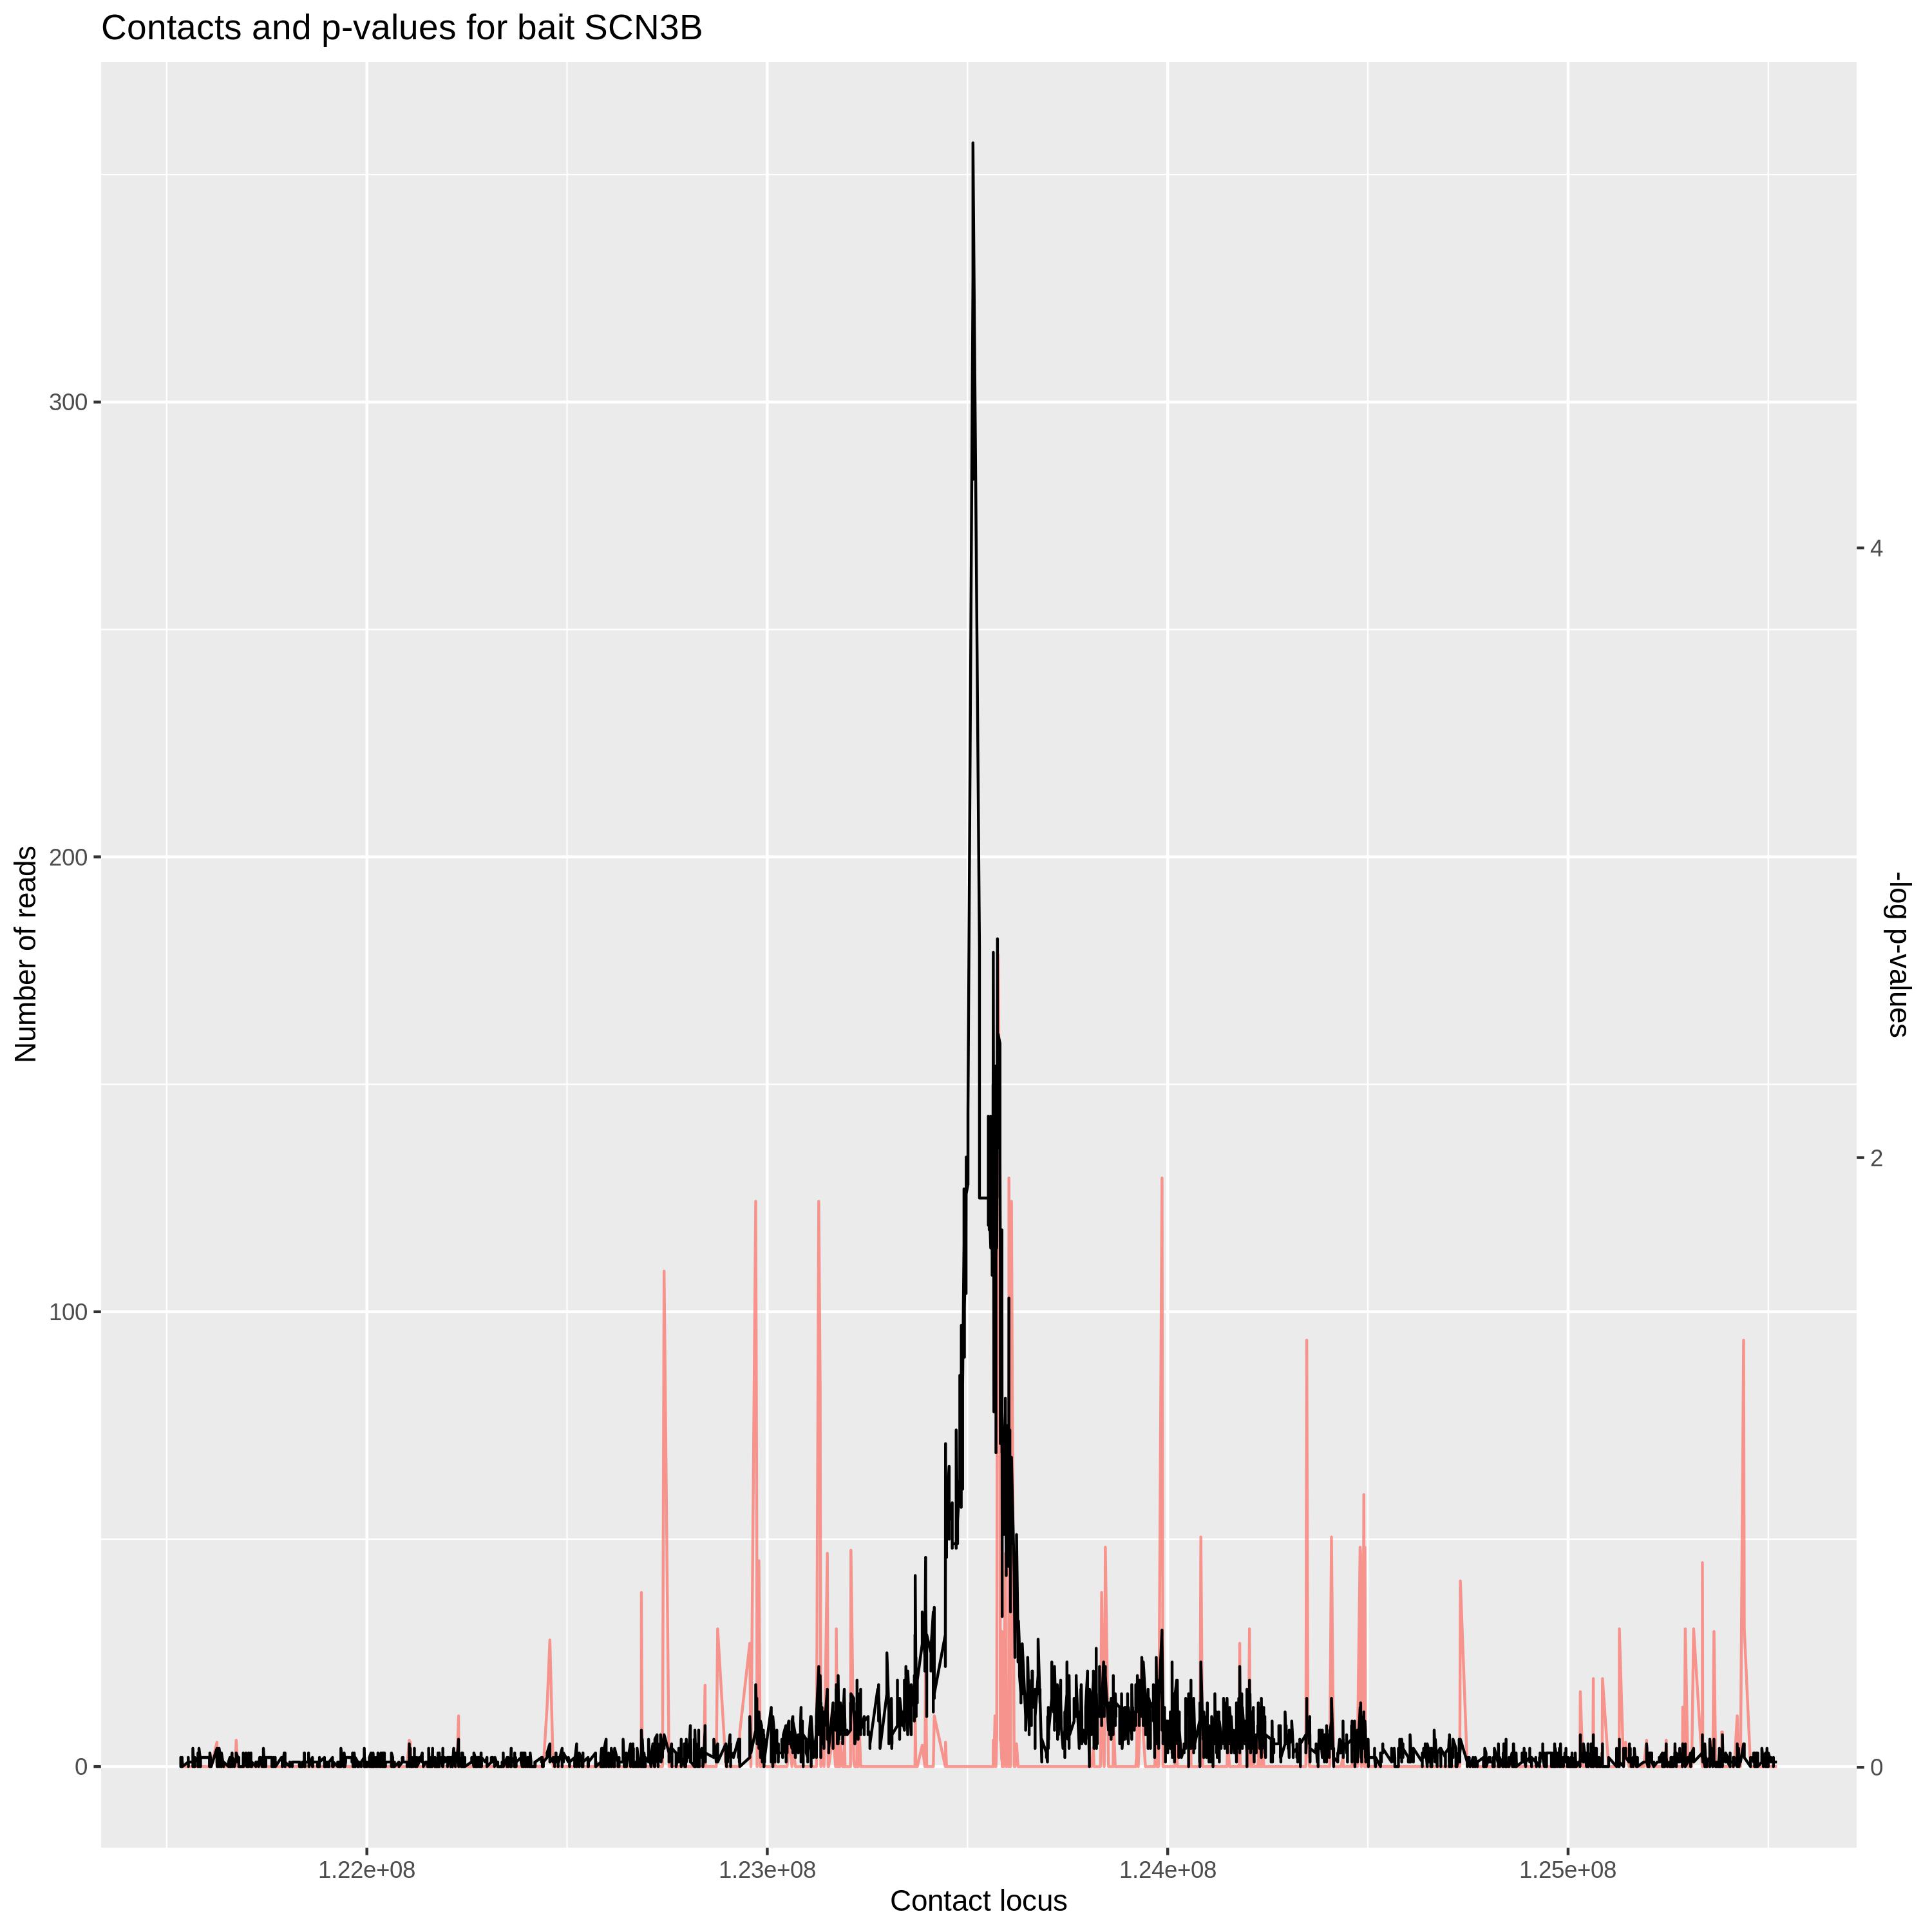 Contacts and p-values for bait SCN3B
Number of reads
300
200
100
0
4
2
0
-log p-values
1.22e+08
1.23e+08
1.24e+08
1.25e+08
Contact locus